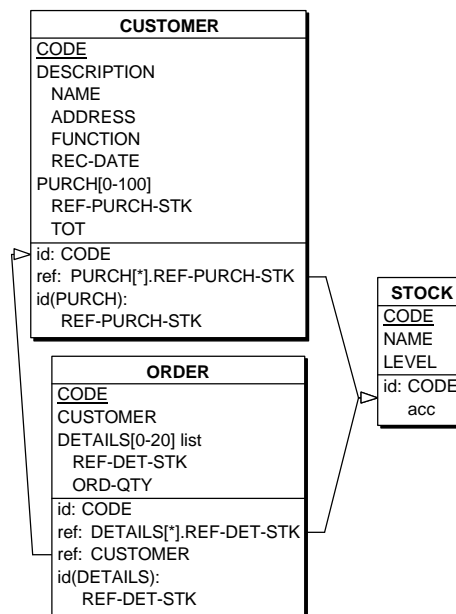 CUSTOMER
CODE
DESCRIPTION
NAME
ADDRESS
FUNCTION
REC-DATE
PURCH[0-100]
REF-PURCH-STK
TOT
id: CODE
ref: PURCH[*].REF-PURCH-STK
id(PURCH):
REF-PURCH-STK
STOCK
CODE
NAME
LEVEL
id: CODE
acc
ORDER
CODE
CUSTOMER
DETAILS[0-20] list
REF-DET-STK
ORD-QTY
id: CODE
ref: DETAILS[*].REF-DET-STK
ref: CUSTOMER
id(DETAILS):
REF-DET-STK